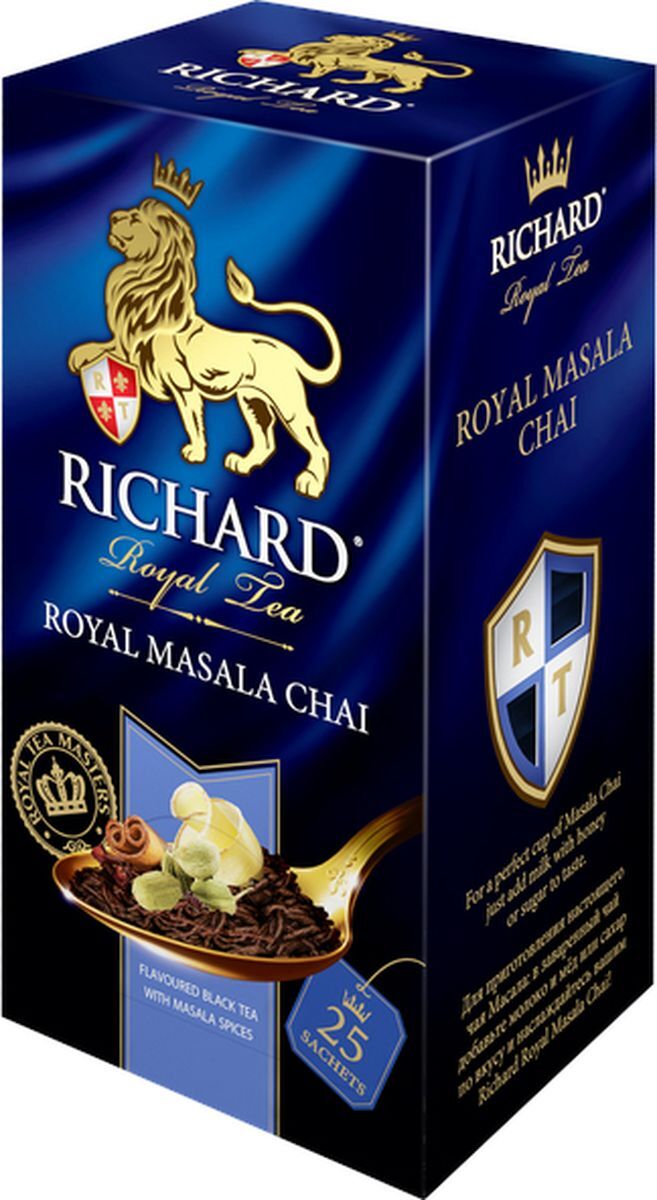 RICHARD®
Royal Tea
RT
RICHARD®
Royal Tea
ROYAL MASALA CHAI
ROYAL TEA MASTERS
FLAVOURED BLACK TEA
WITH MASALA SPICES
25
SACHETS
RICHARD®
Royal Tea
ROYAL MASALA
CHAI
R
T
For a perfect cup of Masala Chai
just add milk with honey
or sugar to taste.
Для приготовления настоящего
чая Масала: в заваренный чай
добавьте молоко и мёд или сахар
по вкусу и наслаждайтесь вашим
Richard Royal Masala Chai!